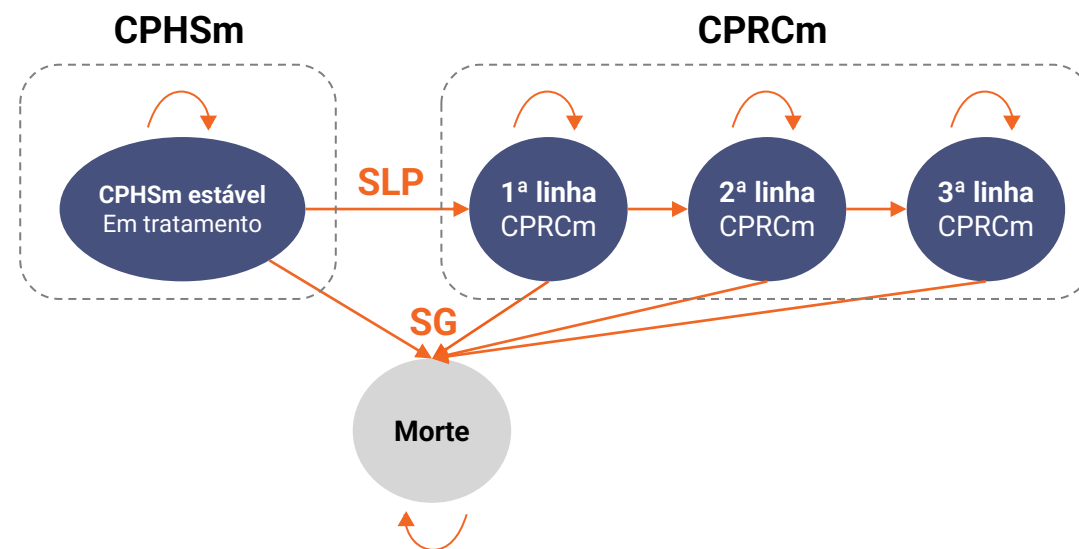 CPHSm
CPRCm
CPHSm estável
Em tratamento
SLP
1ª linha
CPRCm
2ª linha
CPRCm
3ª linha
CPRCm
SG
Morte